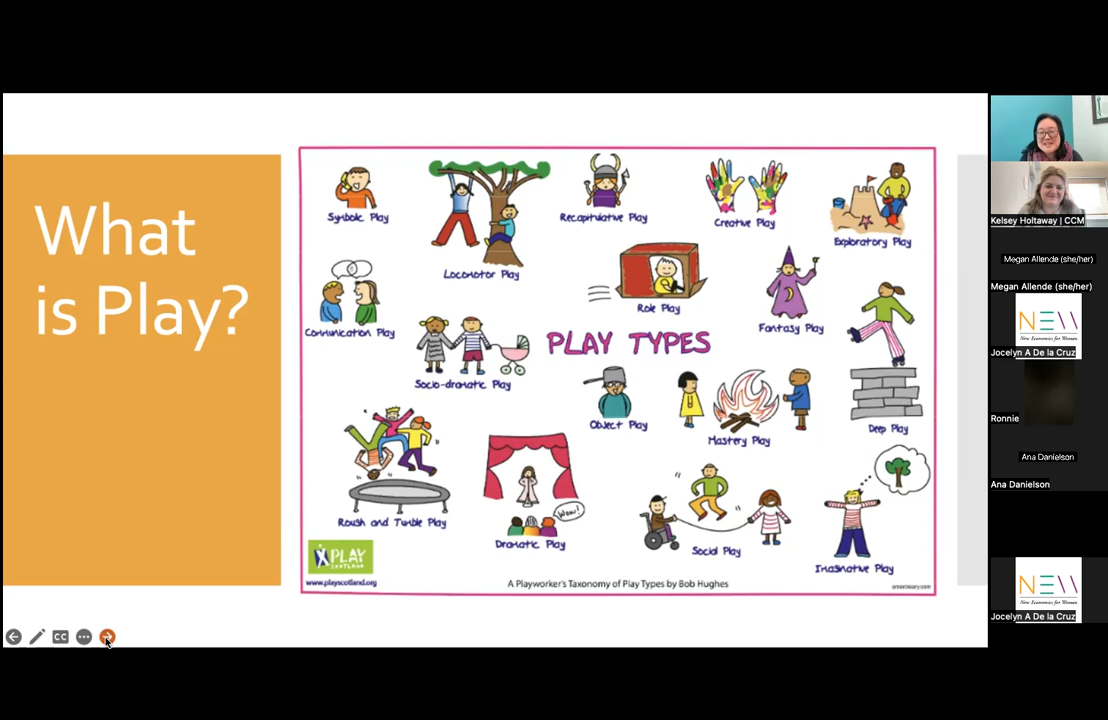 What
is Play?
Symbolic Play
Locomotor Play
Recapitulative Play
Creative Play
Exploratory Play
Communication Play
Socio-dramatic Play
Role Play
Fantasy Play
PLAY TYPES
Object Play
Mastery Play
Deep Play
Rough and Tumble Play
Wow!
Dramatic Play
Social Play
Imaginative Play
PLAY
SCOTLAND
www.playscotland.org
A Playworker's Taxonomy of Play Types by Bob Hughes
CC
Kelsey Holtaway | CCM
Megan Allende (she/her)
Megan Allende (she/her)
NEW
New Economics for Women
Jocelyn A De la Cruz
Ronnie
Ana Danielson
Ana Danielson
NEW
New Economics for Women
Jocelyn A De la Cruz